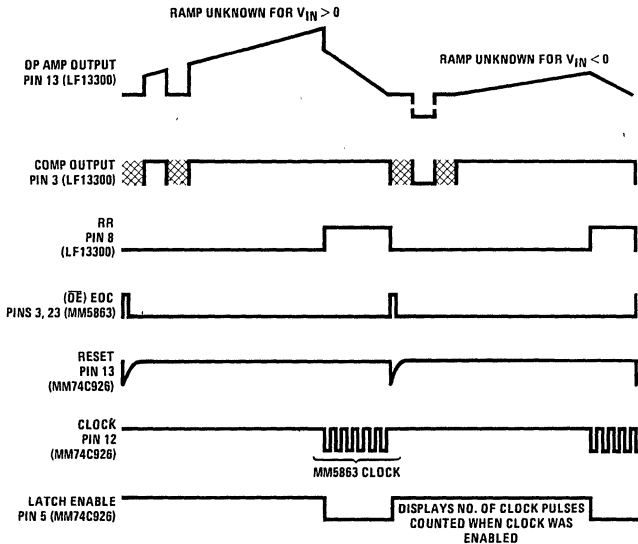 RAMP UNKNOWN FOR VIN > 0
OP AMP OUTPUT
PIN 13 (LF13300)
RAMP UNKNOWN FOR VIN < 0
COMP OUTPUT
PIN 3 (LF13300)
RR
PIN 8
(LF13300)
(OE) EOC
PINS 3, 23 (MM5863)
RESET
PIN 13
(MM74C926)
CLOCK
PIN 12
(MM74C926)
MM5863 CLOCK
LATCH ENABLE
PIN 5 (MM74C926)
DISPLAYS NO. OF CLOCK PULSES
COUNTED WHEN CLOCK WAS
ENABLED